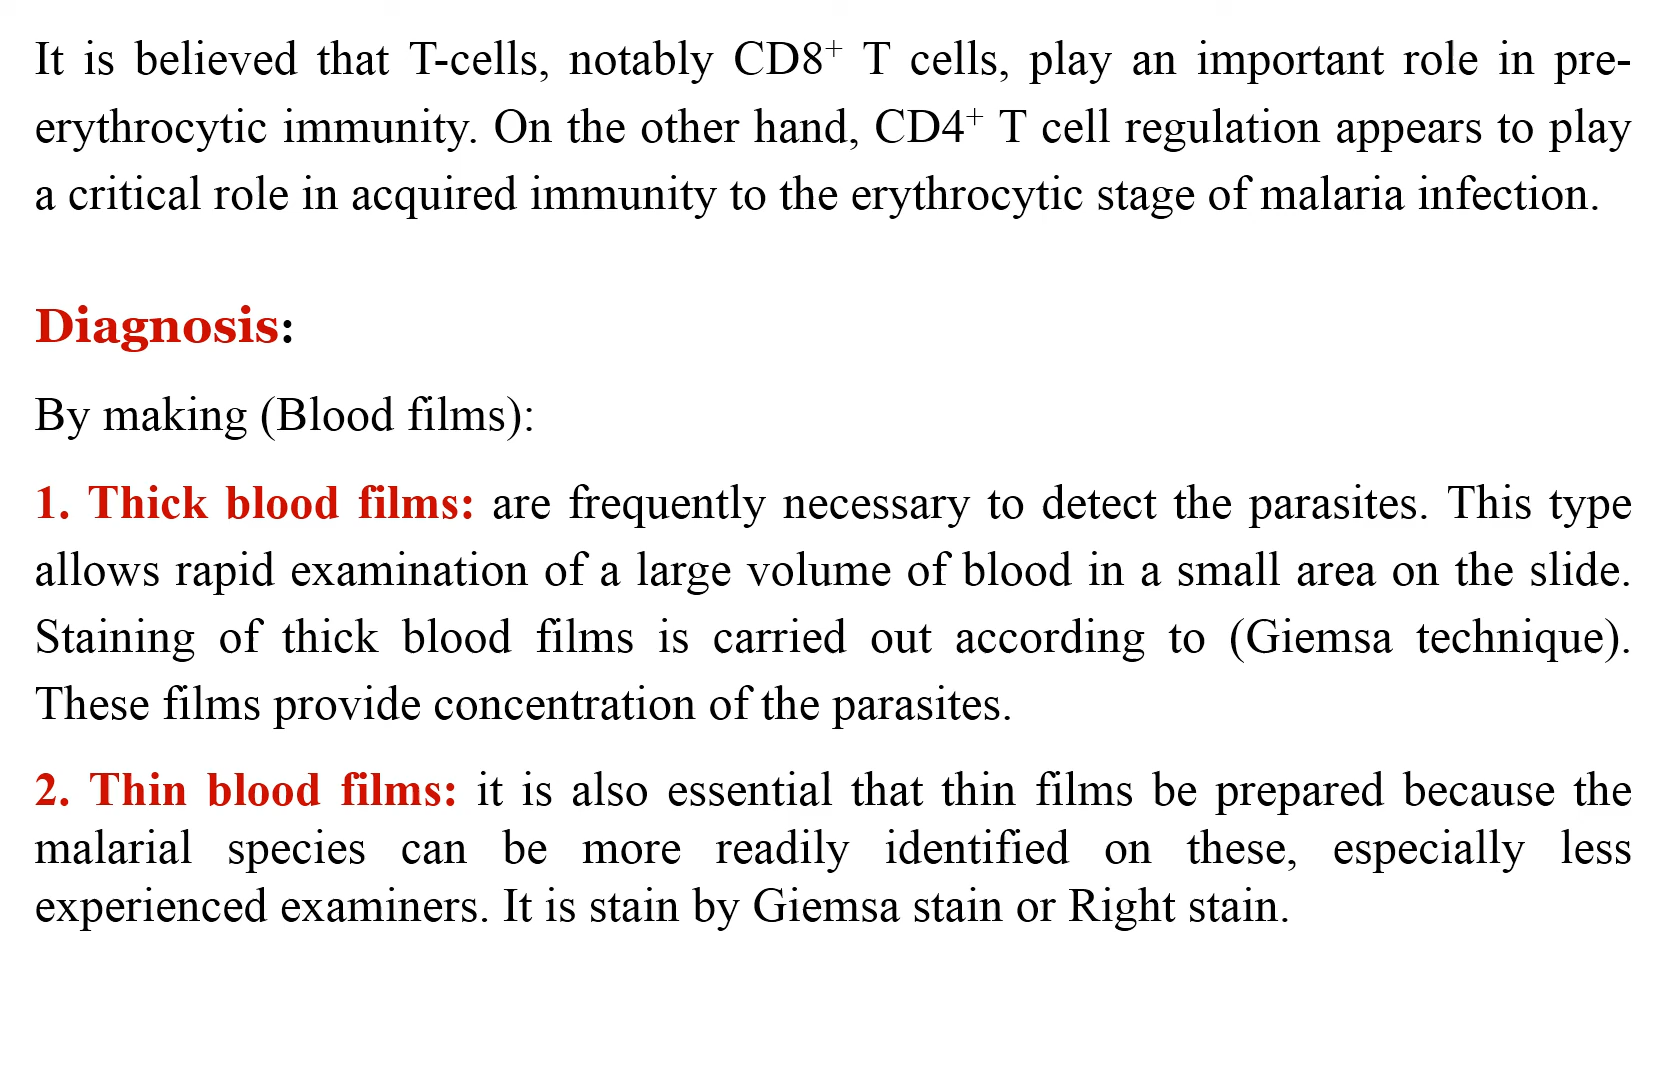 It is believed that T-cells, notably CD8⁺ T cells, play an important role in pre-
erythrocytic immunity. On the other hand, CD4⁺ T cell regulation appears to play
a critical role in acquired immunity to the erythrocytic stage of malaria infection.
Diagnosis:
By making (Blood films):
1. Thick blood films: are frequently necessary to detect the parasites. This type
allows rapid examination of a large volume of blood in a small area on the slide.
Staining of thick blood films is carried out according to (Giemsa technique).
These films provide concentration of the parasites.
2. Thin blood films: it is also essential that thin films be prepared because the
malarial species can be more readily identified on these, especially less
experienced examiners. It is stain by Giemsa stain or Right stain.